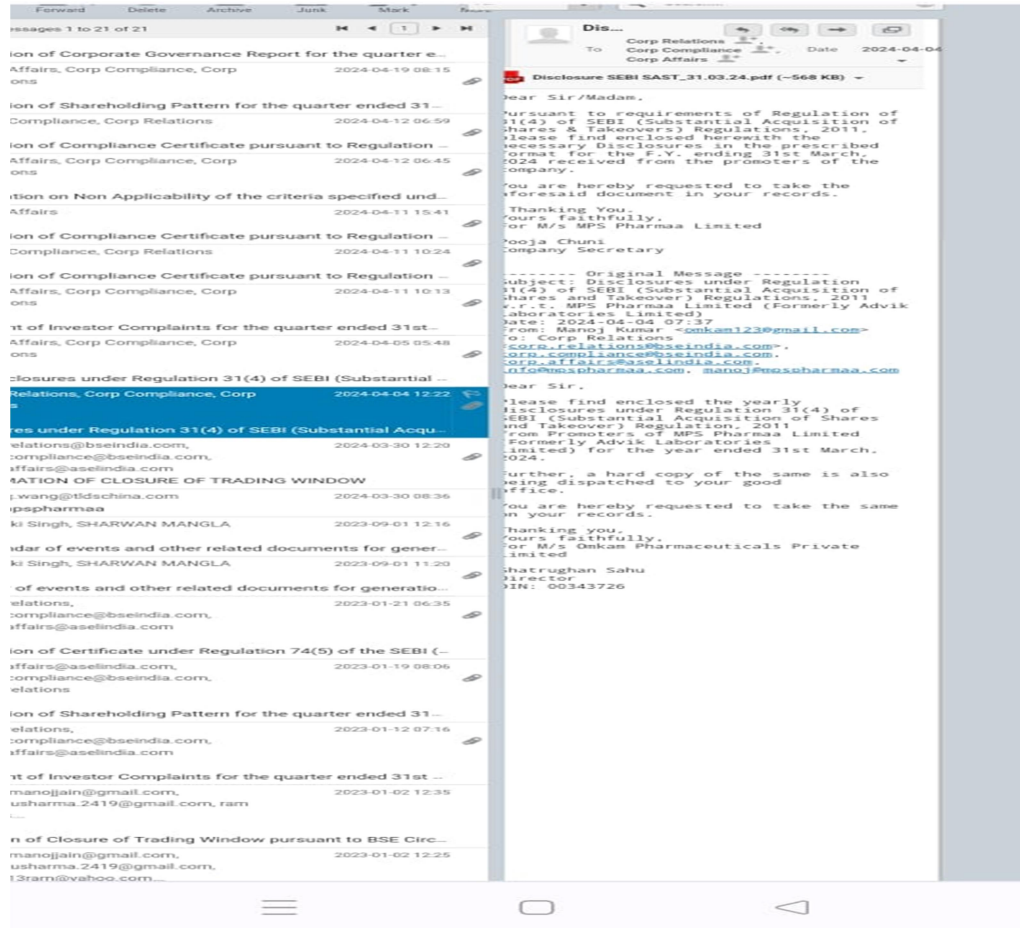 Forward Delete Archive Junk Mark
essages 1 to 21 of 21 1
ion of Corporate Governance Report for the quarter e...
Affairs, Corp Compliance, Corp 2024-04-19 08:15
ons
ion of Shareholding Pattern for the quarter ended 31...
Compliance, Corp Relations 2024-04-12 06:59
ion of Compliance Certificate pursuant to Regulation ...
Affairs, Corp Compliance, Corp 2024-04-12 06:45
ons
tion on Non Applicability of the criteria specified und...
Affairs 2024-04-11 15:41
ion of Compliance Certificate pursuant to Regulation ...
Compliance, Corp Relations 2024-04-11 10:24
ion of Compliance Certificate pursuant to Regulation ...
Affairs, Corp Compliance, Corp 2024-04-11 10:13
ons
nt of Investor Complaints for the quarter ended 31st...
Affairs, Corp Compliance, Corp 2024-04-05 05:48
ons
closures under Regulation 31(4) of SEBI (Substantial ...
Relations, Corp Compliance, Corp 2024-04-04 12:22
s
res under Regulation 31(4) of SEBI (Substantial Acqu...
elations@bseindia.com, 2024-03-30 12:20
compliance@bseindia.com,
affairs@aselindia.com
MATION OF CLOSURE OF TRADING WINDOW
j.wang@tldschina.com 2024-03-30 08:36
pspharmaa
ki Singh, SHARWAN MANGLA 2023-09-01 12:16
ndar of events and other related documents for gener...
ki Singh, SHARWAN MANGLA 2023-09-01 11:20
of events and other related documents for generatio...
elations, 2023-01-21 06:35
compliance@bseindia.com,
affairs@aselindia.com
ion of Certificate under Regulation 74(5) of the SEBI (...
ffairs@aselindia.com, 2023-01-19 08:06
compliance@bseindia.com,
elations
ion of Shareholding Pattern for the quarter ended 31...
elations, 2023-01-12 07:16
compliance@bseindia.com,
affairs@aselindia.com
nt of Investor Complaints for the quarter ended 31st ...
manojjain@gmail.com, 2023-01-02 12:35
usharma.2419@gmail.com, ram
...
n of Closure of Trading Window pursuant to BSE Circ...
manojjain@gmail.com, 2023-01-02 12:25
usharma.2419@gmail.com,
13ram@yahoo.com...
Dis...
To Corp Relations
Corp Compliance Date 2024-04-04
Corp Affairs
Disclosure SEBI SAST_31.03.24.pdf (~568 KB)
Dear Sir/Madam,
Pursuant to requirements of Regulation of
31(4) of SEBI (Substantial Acquisition of
Shares & Takeovers) Regulations, 2011,
please find enclosed herewith the
necessary Disclosures in the prescribed
format for the F.Y. ending 31st March,
2024 received from the promoters of the
company.
You are hereby requested to take the
aforesaid document in your records.
Thanking You.
Yours faithfully,
For M/s MPS Pharmaa Limited
Pooja Chuni
Company Secretary
-------- Original Message --------
Subject: Disclosures under Regulation
31(4) of SEBI (Substantial Acquisition of
Shares and Takeover) Regulations, 2011
w.r.t. MPS Pharmaa Limited (Formerly Advik
Laboratories Limited)
Date: 2024-04-04 07:37
From: Manoj Kumar <omkam123@gmail.com>
To: Corp Relations
<corp.relations@bseindia.com>,
corp.compliance@bseindia.com,
corp.affairs@aselindia.com,
info@mpspharmaa.com, manoj@mpspharmaa.com
Dear Sir,
Please find enclosed the yearly
disclosures under Regulation 31(4) of
SEBI (Substantial Acquisition of Shares
and Takeover) Regulation, 2011
from Promoters of MPS Pharmaa Limited
(Formerly Advik Laboratories
Limited) for the year ended 31st March,
2024.
Further, a hard copy of the same is also
being dispatched to your good
office.
You are hereby requested to take the same
on your records.
Thanking you,
Yours faithfully,
For M/s Omkam Pharmaceuticals Private
Limited
Shatrughan Sahu
Director
DIN: 00343726